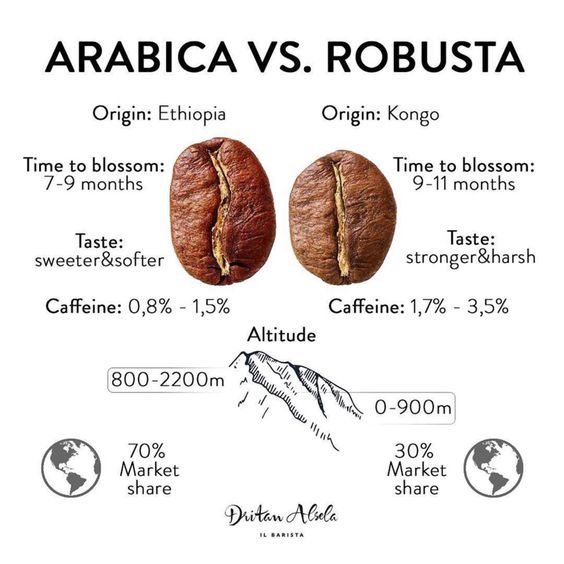 ARABICA VS. ROBUSTA
Origin: Ethiopia
Origin: Kongo
Time to blossom:
7-9 months
Time to blossom:
9-11 months
Taste:
sweeter&softer
Taste:
stronger&harsh
Caffeine: 0,8% - 1,5%
Caffeine: 1,7% - 3,5%
Altitude
800-2200m
0-900m
70%
Market
share
30%
Market
share
Dritan Alsela
IL BARISTA